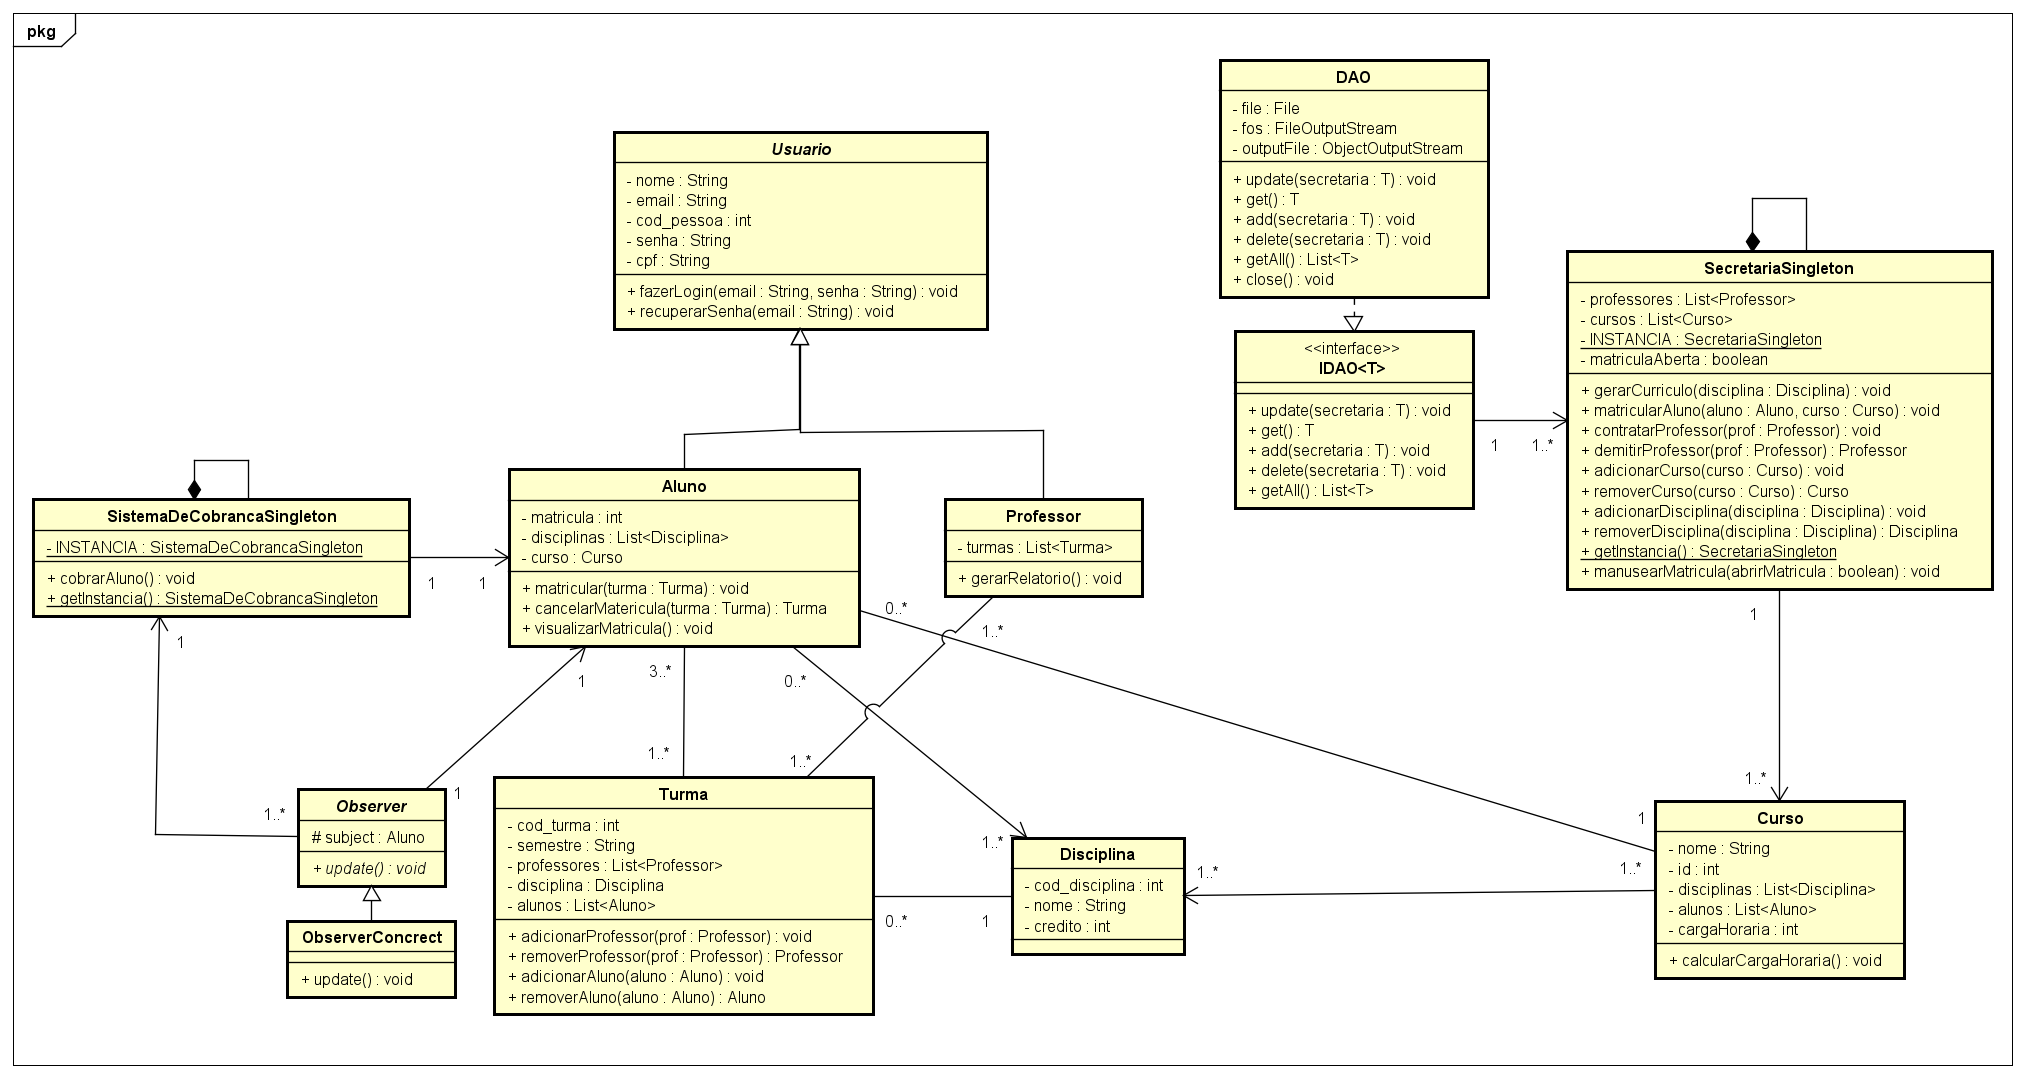 pkg
DAO
- file : File
- fos : FileOutputStream
- outputFile : ObjectOutputStream
+ update(secretaria : T) : void
+ get() : T
+ add(secretaria : T) : void
+ delete(secretaria : T) : void
+ getAll() : List<T>
+ close() : void
Usuario
- nome : String
- email : String
- cod_pessoa : int
- senha : String
- cpf : String
+ fazerLogin(email : String, senha : String) : void
+ recuperarSenha(email : String) : void
SecretariaSingleton
- professores : List<Professor>
- cursos : List<Curso>
- INSTANCIA : SecretariaSingleton
- matriculaAberta : boolean
+ gerarCurriculo(disciplina : Disciplina) : void
+ matricularAluno(aluno : Aluno, curso : Curso) : void
+ contratarProfessor(prof : Professor) : void
+ demitirProfessor(prof : Professor) : Professor
+ adicionarCurso(curso : Curso) : void
+ removerCurso(curso : Curso) : Curso
+ adicionarDisciplina(disciplina : Disciplina) : void
+ removerDisciplina(disciplina : Disciplina) : Disciplina
+ getInstancia() : SecretariaSingleton
+ manusearMatricula(abrirMatricula : boolean) : void
<<interface>>
IDAO<T>
+ update(secretaria : T) : void
+ get() : T
+ add(secretaria : T) : void
+ delete(secretaria : T) : void
+ getAll() : List<T>
1
1..*
SistemaDeCobrancaSingleton
- INSTANCIA : SistemaDeCobrancaSingleton
+ cobrarAluno() : void
+ getInstancia() : SistemaDeCobrancaSingleton
1
1
Aluno
- matricula : int
- disciplinas : List<Disciplina>
- curso : Curso
+ matricular(turma : Turma) : void
+ cancelarMatericula(turma : Turma) : Turma
+ visualizarMatricula() : void
Professor
- turmas : List<Turma>
+ gerarRelatorio() : void
0..*
1..*
1
1
3..*
1
0..*
1..*
1..*
1..*
1..*
1
Observer
# subject : Aluno
+ update() : void
ObserverConcrect
+ update() : void
Turma
- cod_turma : int
- semestre : String
- professores : List<Professor>
- disciplina : Disciplina
- alunos : List<Aluno>
+ adicionarProfessor(prof : Professor) : void
+ removerProfessor(prof : Professor) : Professor
+ adicionarAluno(aluno : Aluno) : void
+ removerAluno(aluno : Aluno) : Aluno
0..*
1
1..*
Disciplina
- cod_disciplina : int
- nome : String
- credito : int
1..*
1
1..*
Curso
- nome : String
- id : int
- disciplinas : List<Disciplina>
- alunos : List<Aluno>
- cargaHoraria : int
+ calcularCargaHoraria() : void